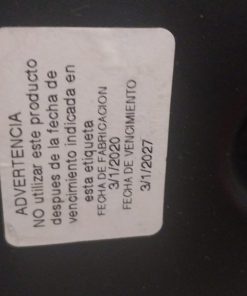 ADVERTENCIA
NO utilizar este producto
despues de la fecha de
vencimiento indicada en
esta etiqueta
FECHA DE FABRICACION
3/1/2020
FECHA DE VENCIMIENTO
3/1/2027